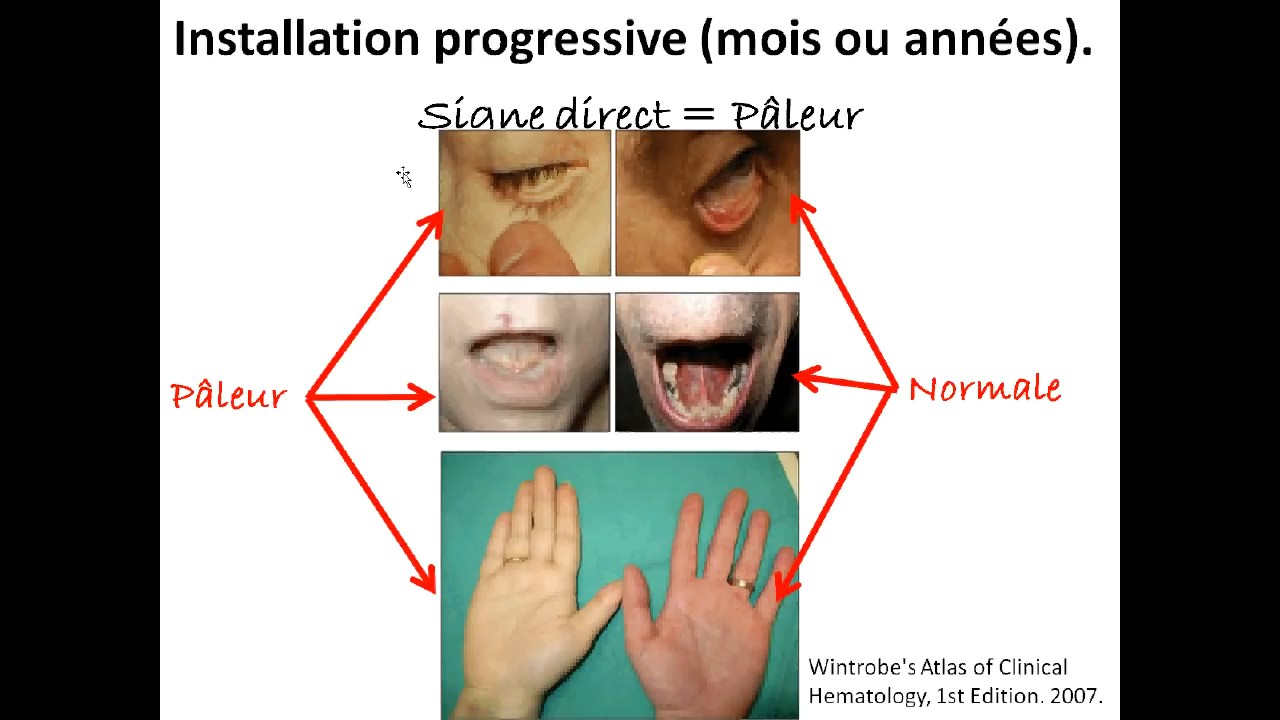 Installation progressive (mois ou années).
Signe direct = Pâleur
Pâleur
Normale
Wintrobe's Atlas of Clinical
Hematology, 1st Edition. 2007.